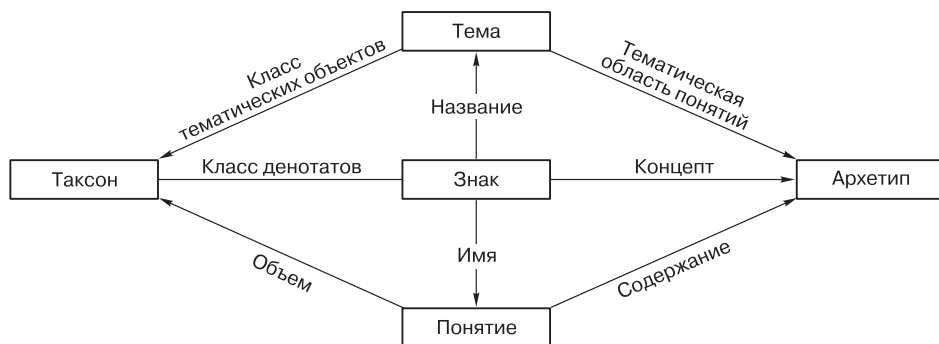 Тема
Класс
тематических объектов
Тематическая
область понятий
Название
Таксон
Класс денотатов
Знак
Концепт
Архетип
Имя
Объем
Содержание
Понятие